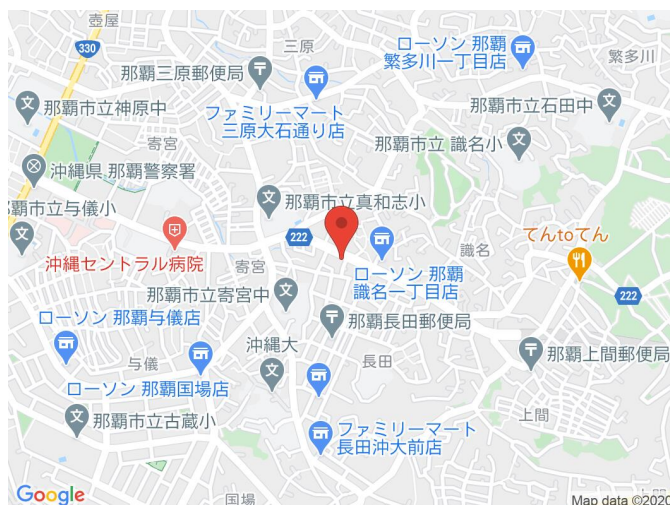 壺屋
330
三原
ローソン 那覇
繁多川一丁目店
繁多川
那覇三原郵便局
那覇市立神原中
ファミリーマート
三原大石通り店
那覇市立石田中
寄宮
那覇市立 識名小
沖縄県 那覇警察署
那覇市立真和志小
那覇市立与儀小
222
識名
てんtoてん
沖縄セントラル病院
寄宮
ローソン 那覇
識名一丁目店
222
那覇市立寄宮中
ローソン 那覇与儀店
那覇長田郵便局
沖縄大
那覇上間郵便局
与儀
長田
ローソン 那覇国場店
上間
那覇市立古蔵小
ファミリーマート
長田沖大前店
国場
Google
Map data ©2020